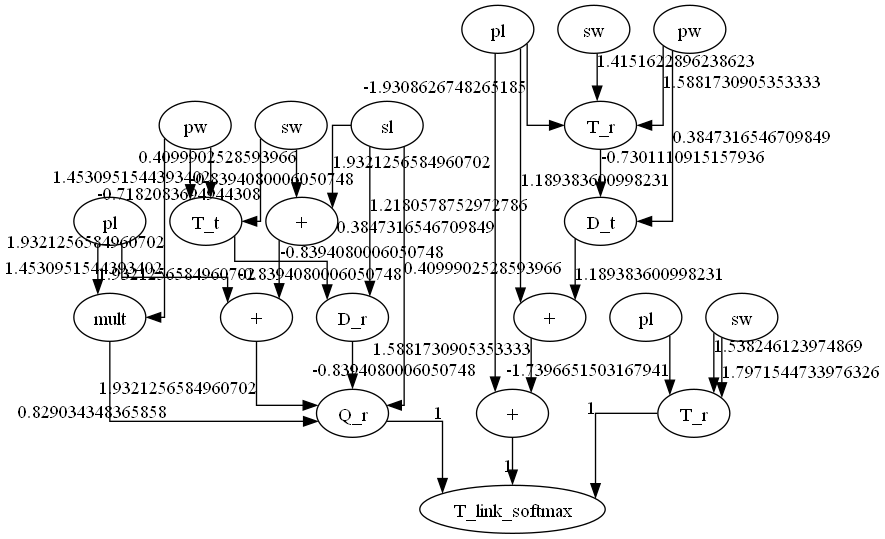 pl
sw
pw
1.4151622896238623
1.5881730905353333
-1.9308626748265185
pw
sw
sl
T_r
0.3847316546709849
0.4099902528593966
-0.7301110915157936
1.9321256584960702
1.4530951544393402
-0.8394080006050748
1.189383600998231
-0.7182083694944308
1.2180578752972786
pl
T_t
+
D_t
0.3847316546709849
1.9321256584960702
-0.8394080006050748
1.4530951544393402
1.9321256584960702
-0.8394080006050748
0.4099902528593966
1.189383600998231
mult
+
D_r
+
pl
sw
1.5881730905353333
1.538246123974869
-0.8394080006050748
-1.7396651503167941
1.7971544733976326
1.9321256584960702
0.829034348365858
Q_r
1
+
1
T_r
1
T_link_softmax